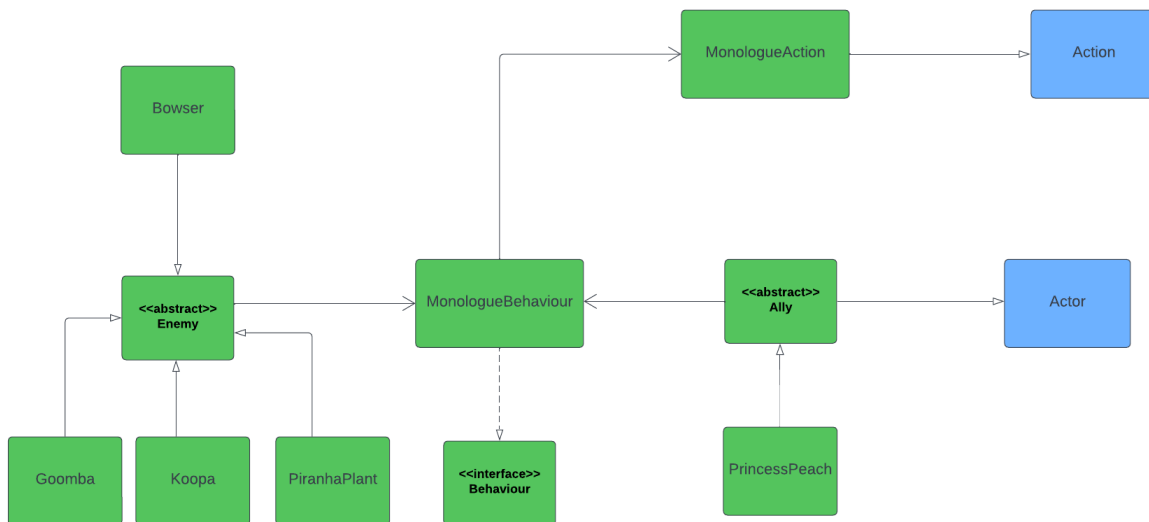 MonologueAction
Action
Bowser
<<abstract>>
Enemy
MonologueBehaviour
<<abstract>>
Ally
Actor
Goomba
Koopa
PiranhaPlant
<<interface>>
Behaviour
PrincessPeach